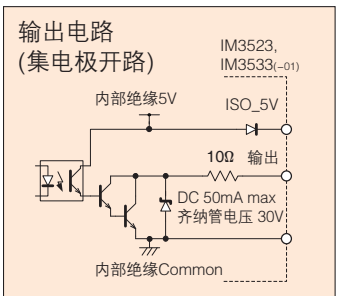 输出电路
(集电极开路)
IM3523,
IM3533(-01)
内部绝缘5V
ISO_5V
10Ω 输出
DC 50mA max
齐纳管电压 30V
内部绝缘Common